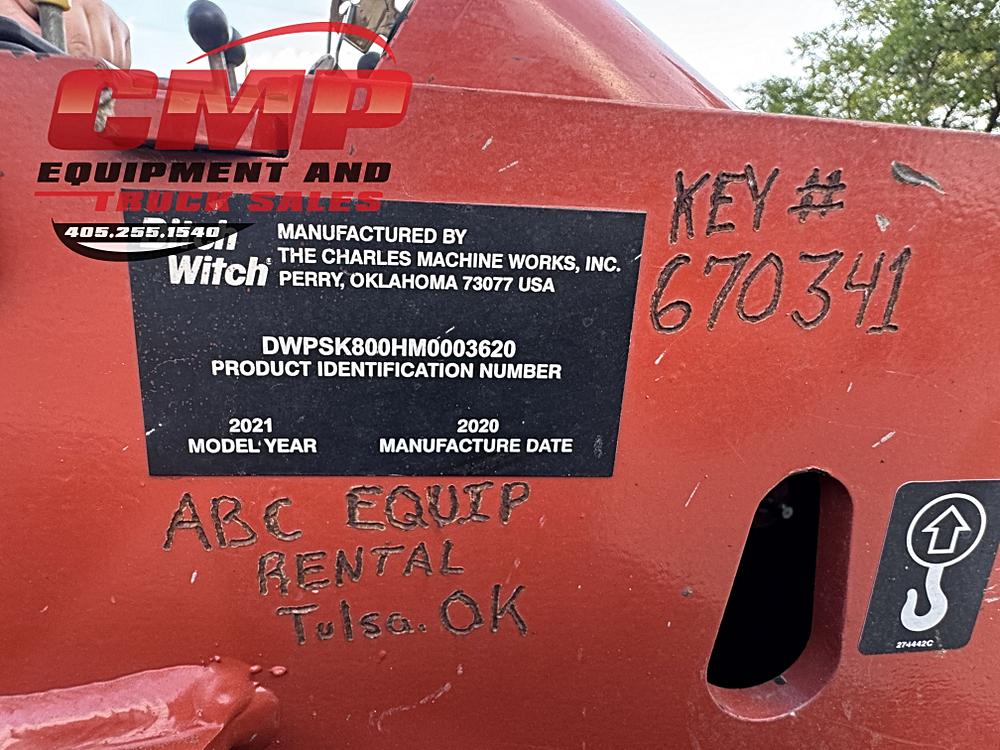 CMP
EQUIPMENT AND
TRUCK SALES
405.255.1540
Ditch
Witch
MANUFACTURED BY
THE CHARLES MACHINE WORKS, INC.
PERRY, OKLAHOMA 73077 USA
DWPSK800HM0003620
PRODUCT IDENTIFICATION NUMBER
2021
MODEL YEAR
2020
MANUFACTURE DATE
KEY #
670341
ABC EQUIP
RENTAL
Tulsa. OK
274442C